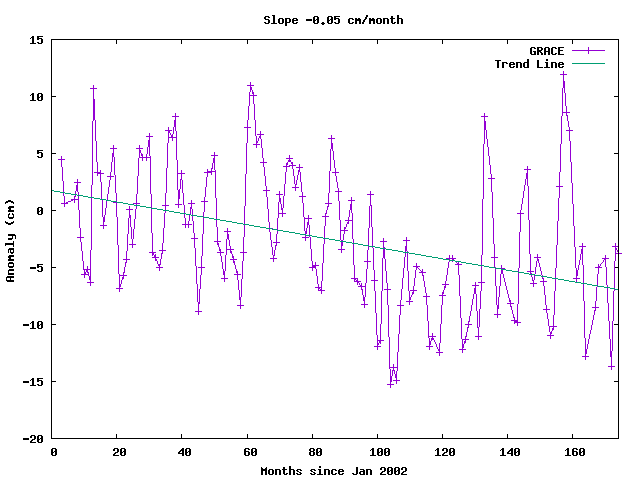 Slope -0.05 cm/month
GRACE
Trend Line
15
10
5
0
-5
-10
-15
-20
Anomaly (cm)
0 20 40 60 80 100 120 140 160
Months since Jan 2002